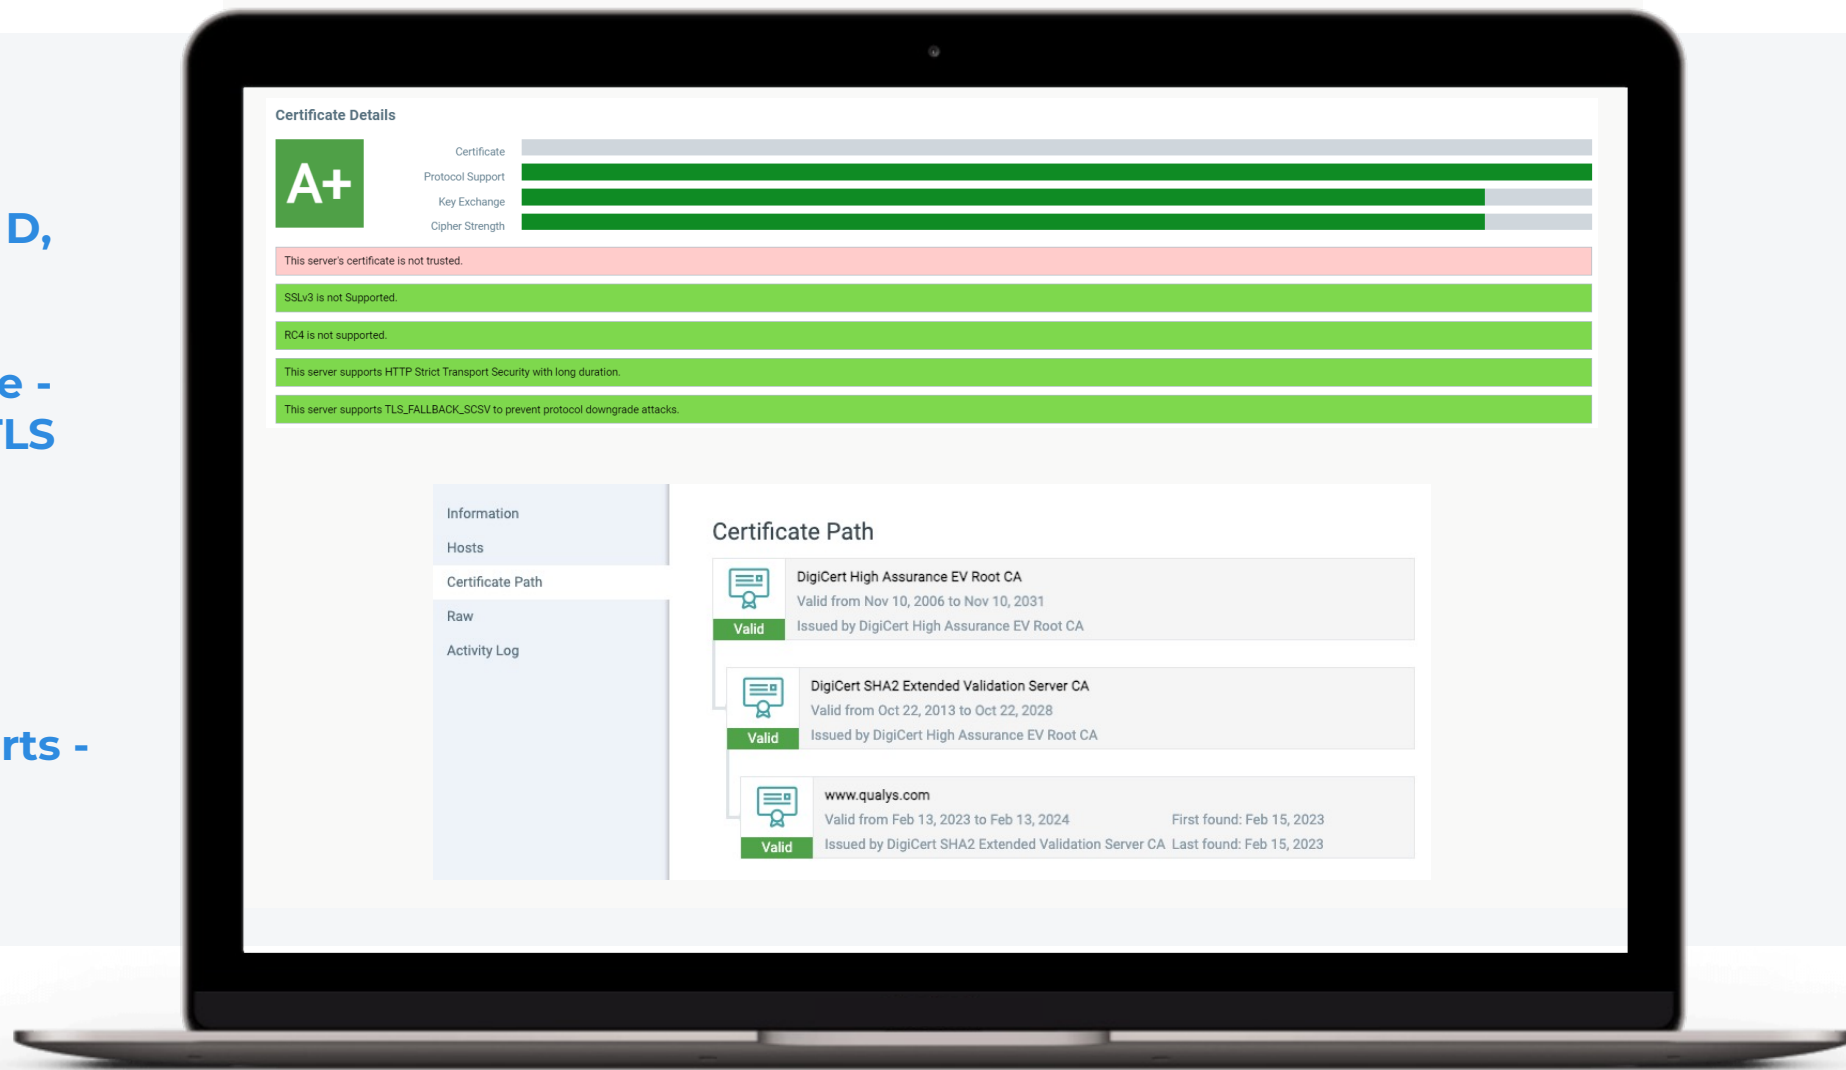 D,
e -
TLS
rts -
Certificate Details
A+
Certificate
Protocol Support
Key Exchange
Cipher Strength
This server's certificate is not trusted.
SSLv3 is not Supported.
RC4 is not supported.
This server supports HTTP Strict Transport Security with long duration.
This server supports TLS_FALLBACK_SCSV to prevent protocol downgrade attacks.
Information
Hosts
Certificate Path
Raw
Activity Log
Certificate Path
DigiCert High Assurance EV Root CA
Valid from Nov 10, 2006 to Nov 10, 2031
Valid Issued by DigiCert High Assurance EV Root CA
DigiCert SHA2 Extended Validation Server CA
Valid from Oct 22, 2013 to Oct 22, 2028
Valid Issued by DigiCert High Assurance EV Root CA
www.qualys.com
Valid from Feb 13, 2023 to Feb 13, 2024 First found: Feb 15, 2023
Valid Issued by DigiCert SHA2 Extended Validation Server CA Last found: Feb 15, 2023